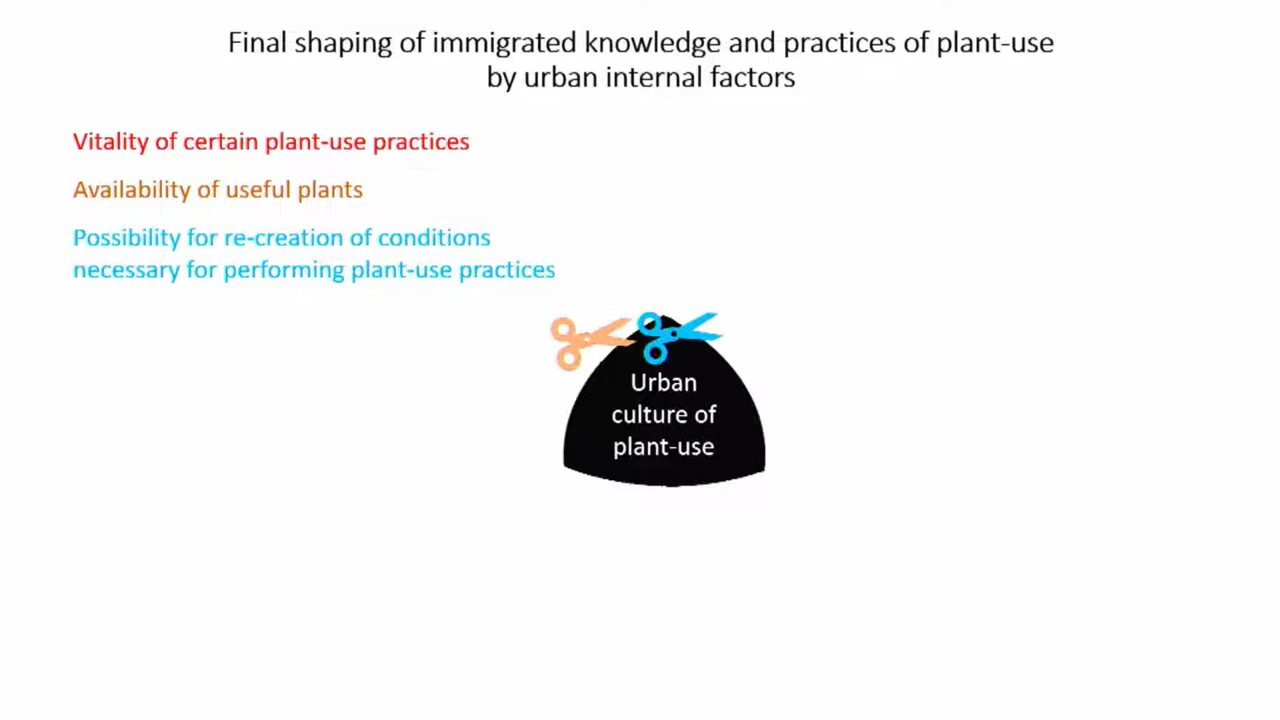 Final shaping of immigrated knowledge and practices of plant-use
by urban internal factors
Vitality of certain plant-use practices
Availability of useful plants
Possibility for re-creation of conditions
necessary for performing plant-use practices
Urban
culture of
plant-use